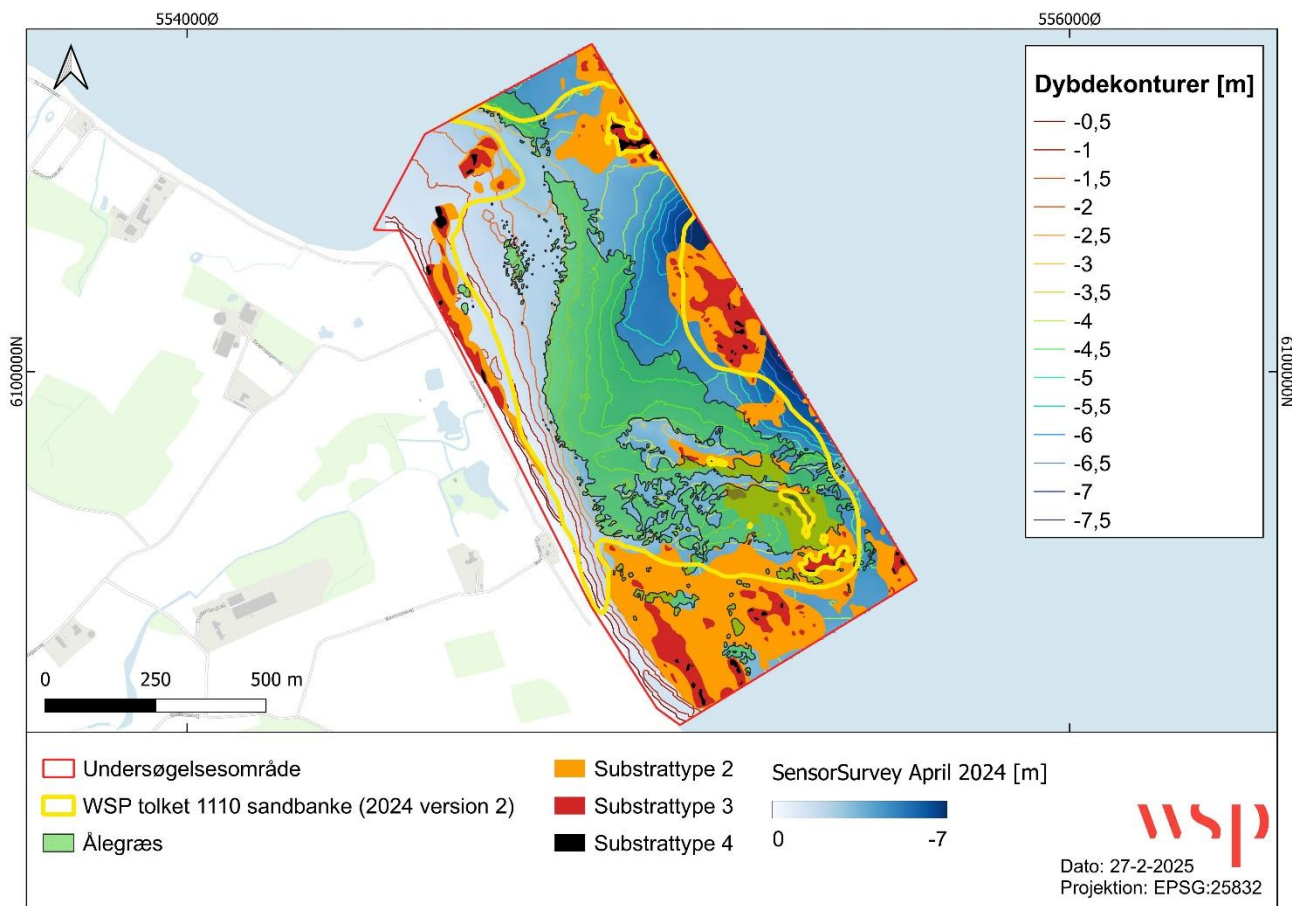 554000Ø
556000Ø
6100000N
6100000N
Dybdekonturer [m]
-0,5
-1
-1,5
-2
-2,5
-3
-3,5
-4
-4,5
-5
-5,5
-6
-6,5
-7
-7,5
0
250
500 m
Undersøgelsesområde
WSP tolket 1110 sandbanke (2024 version 2)
Ålegræs
Substrattype 2
Substrattype 3
Substrattype 4
SensorSurvey April 2024 [m]
0
-7
wsp
Dato: 27-2-2025
Projektion: EPSG:25832